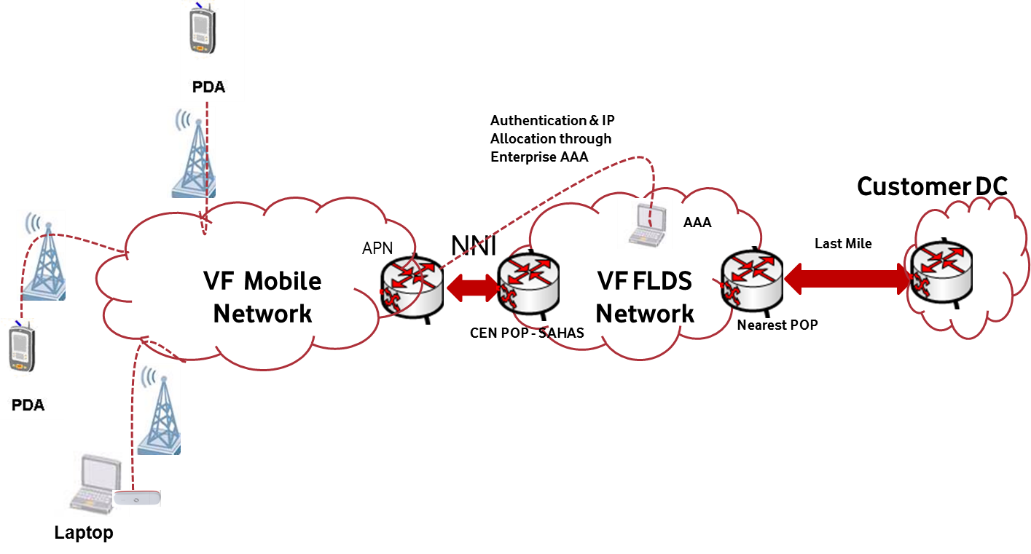 PDA
Authentication & IP
Allocation through
Enterprise AAA
Customer DC
AAA
APN
NNI
Last Mile
VF Mobile
Network
VF FLDS
Network
CEN POP - SAHAS
Nearest POP
PDA
Laptop